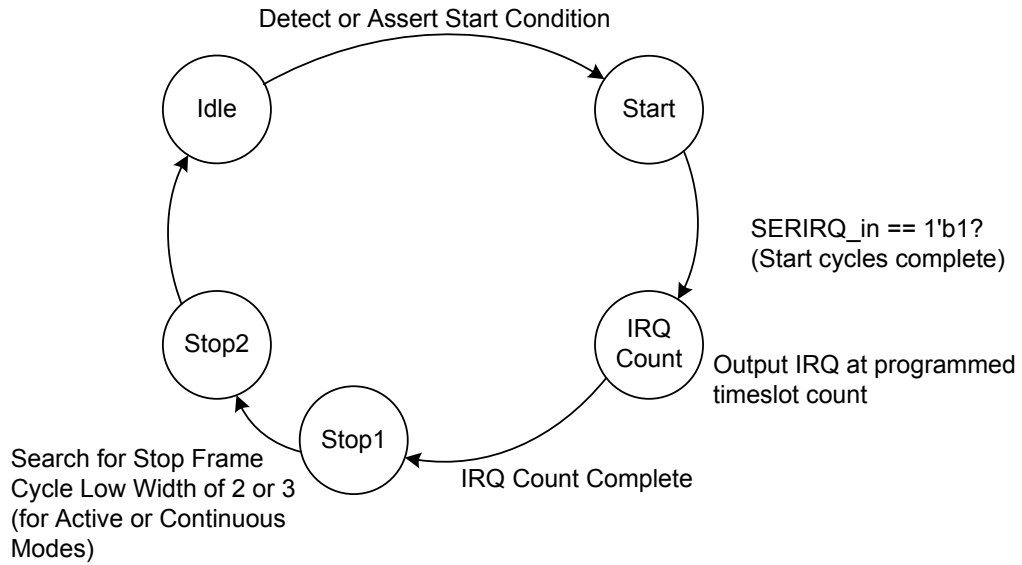 Detect or Assert Start Condition
Idle
Start
SERIRQ_in == 1'b1?
(Start cycles complete)
IRQ
Count
Output IRQ at programmed
timeslot count
Stop2
Stop1
IRQ Count Complete
Search for Stop Frame
Cycle Low Width of 2 or 3
(for Active or Continuous
Modes)